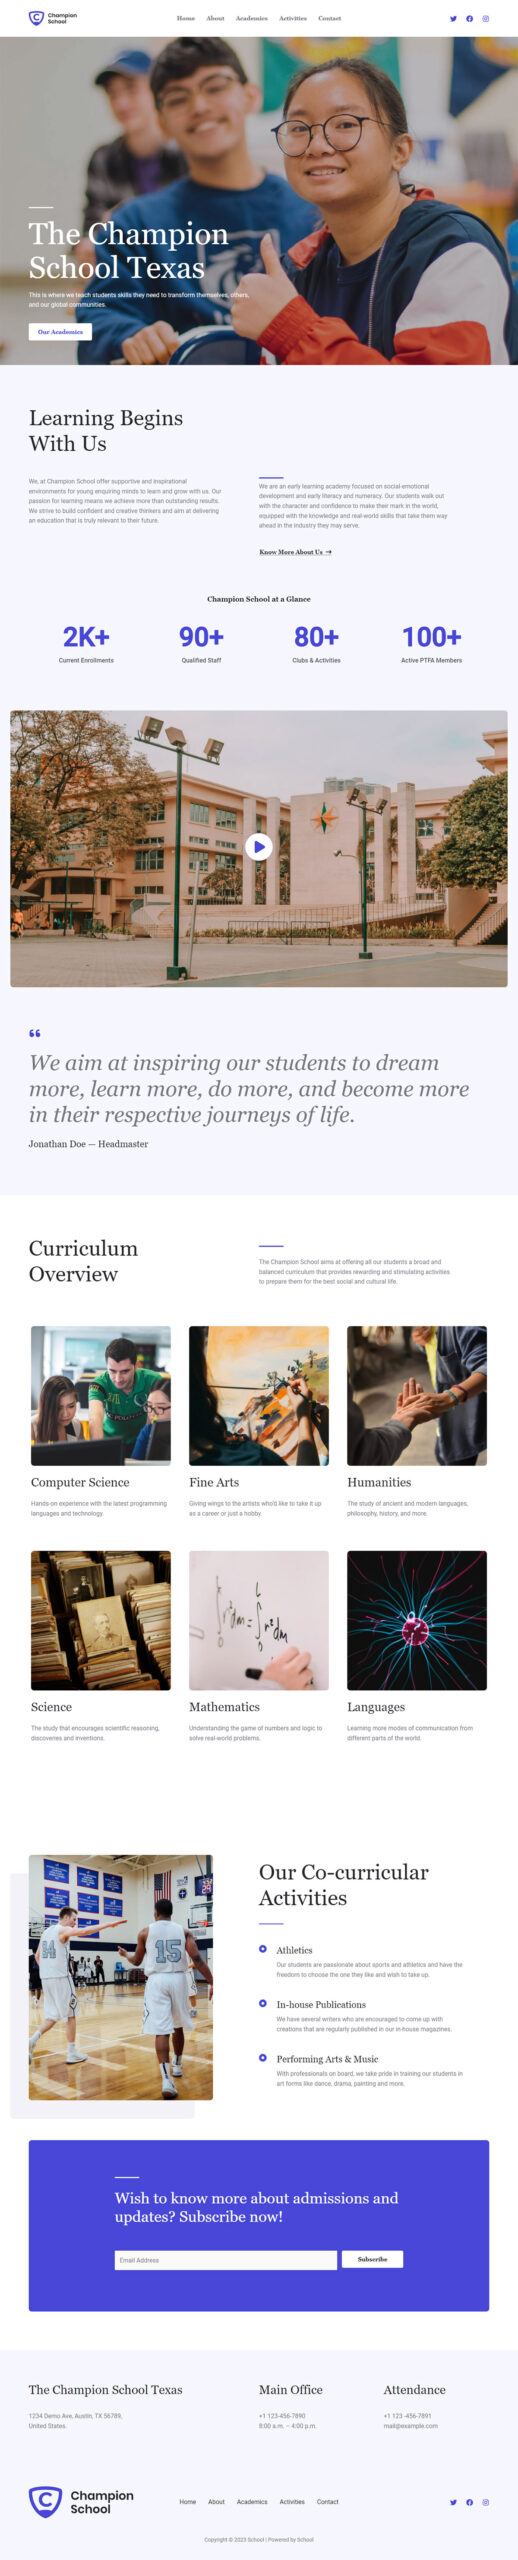 Champion
School
Home About Academics Activities Contact
The Champion
School Texas
This is where we teach students skills they need to transform themselves, others,
and our global communities.
Our Academics
Learning Begins
With Us
We, at Champion School offer supportive and inspirational
environments for young enquiring minds to learn and grow with us. Our
passion for learning means we achieve more than outstanding results.
We strive to build confident and creative thinkers and aim at delivering
an education that is truly relevant to their future.
We are an early learning academy focused on social-emotional
development and early literacy and numeracy. Our students walk out
with the character and confidence to make their mark in the world,
equipped with the knowledge and real-world skills that take them way
ahead in the industry they may serve.
Know More About Us →
Champion School at a Glance
2K+ 90+ 80+ 100+
Current Enrollments Qualified Staff Clubs & Activities Active PTFA Members
“
We aim at inspiring our students to dream
more, learn more, do more, and become more
in their respective journeys of life.
Jonathan Doe — Headmaster
Curriculum
Overview
The Champion School aims at offering all our students a broad and
balanced curriculum that provides rewarding and stimulating activities
to prepare them for the best social and cultural life.
Computer Science
Hands-on experience with the latest programming
languages and technology.
Fine Arts
Giving wings to the artists who'd like to take it up
as a career or just a hobby.
Humanities
The study of ancient and modern languages,
philosophy, history, and more.
Science
The study that encourages scientific reasoning,
discoveries and inventions.
Mathematics
Understanding the game of numbers and logic to
solve real-world problems.
Languages
Learning more modes of communication from
different parts of the world.
15
Our Co-curricular
Activities
Athletics
Our students are passionate about sports and athletics and have the
freedom to choose the one they like and wish to take up.
In-house Publications
We have several writers who are encouraged to come up with
creations that are regularly published in our in-house magazines.
Performing Arts & Music
With professionals on board, we take pride in training our students in
art forms like dance, drama, painting and more.
Wish to know more about admissions and
updates? Subscribe now!
Email Address
Subscribe
The Champion School Texas
1234 Demo Ave, Austin, TX 56789,
United States.
Main Office
+1 123-456-7890
8:00 a.m. – 4:00 p.m.
Attendance
+1 123 -456-7891
mail@example.com
Champion
School
Home About Academics Activities Contact
Copyright © 2023 School | Powered by School